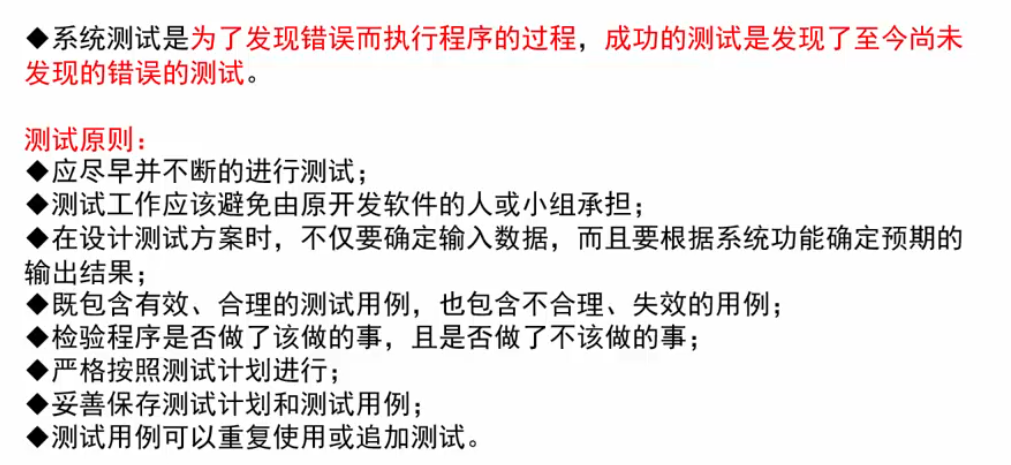 ◆系统测试是为了发现错误而执行程序的过程，成功的测试是发现了至今尚未
发现的错误的测试。
测试原则：
◆应尽早并不断的进行测试；
◆测试工作应该避免由原开发软件的人或小组承担；
◆在设计测试方案时，不仅要确定输入数据，而且要根据系统功能确定预期的
输出结果；
◆既包含有效、合理的测试用例，也包含不合理、失效的用例；
◆检验程序是否做了该做的事，且是否做了不该做的事；
◆严格按照测试计划进行；
◆妥善保存测试计划和测试用例；
◆测试用例可以重复使用或追加测试。